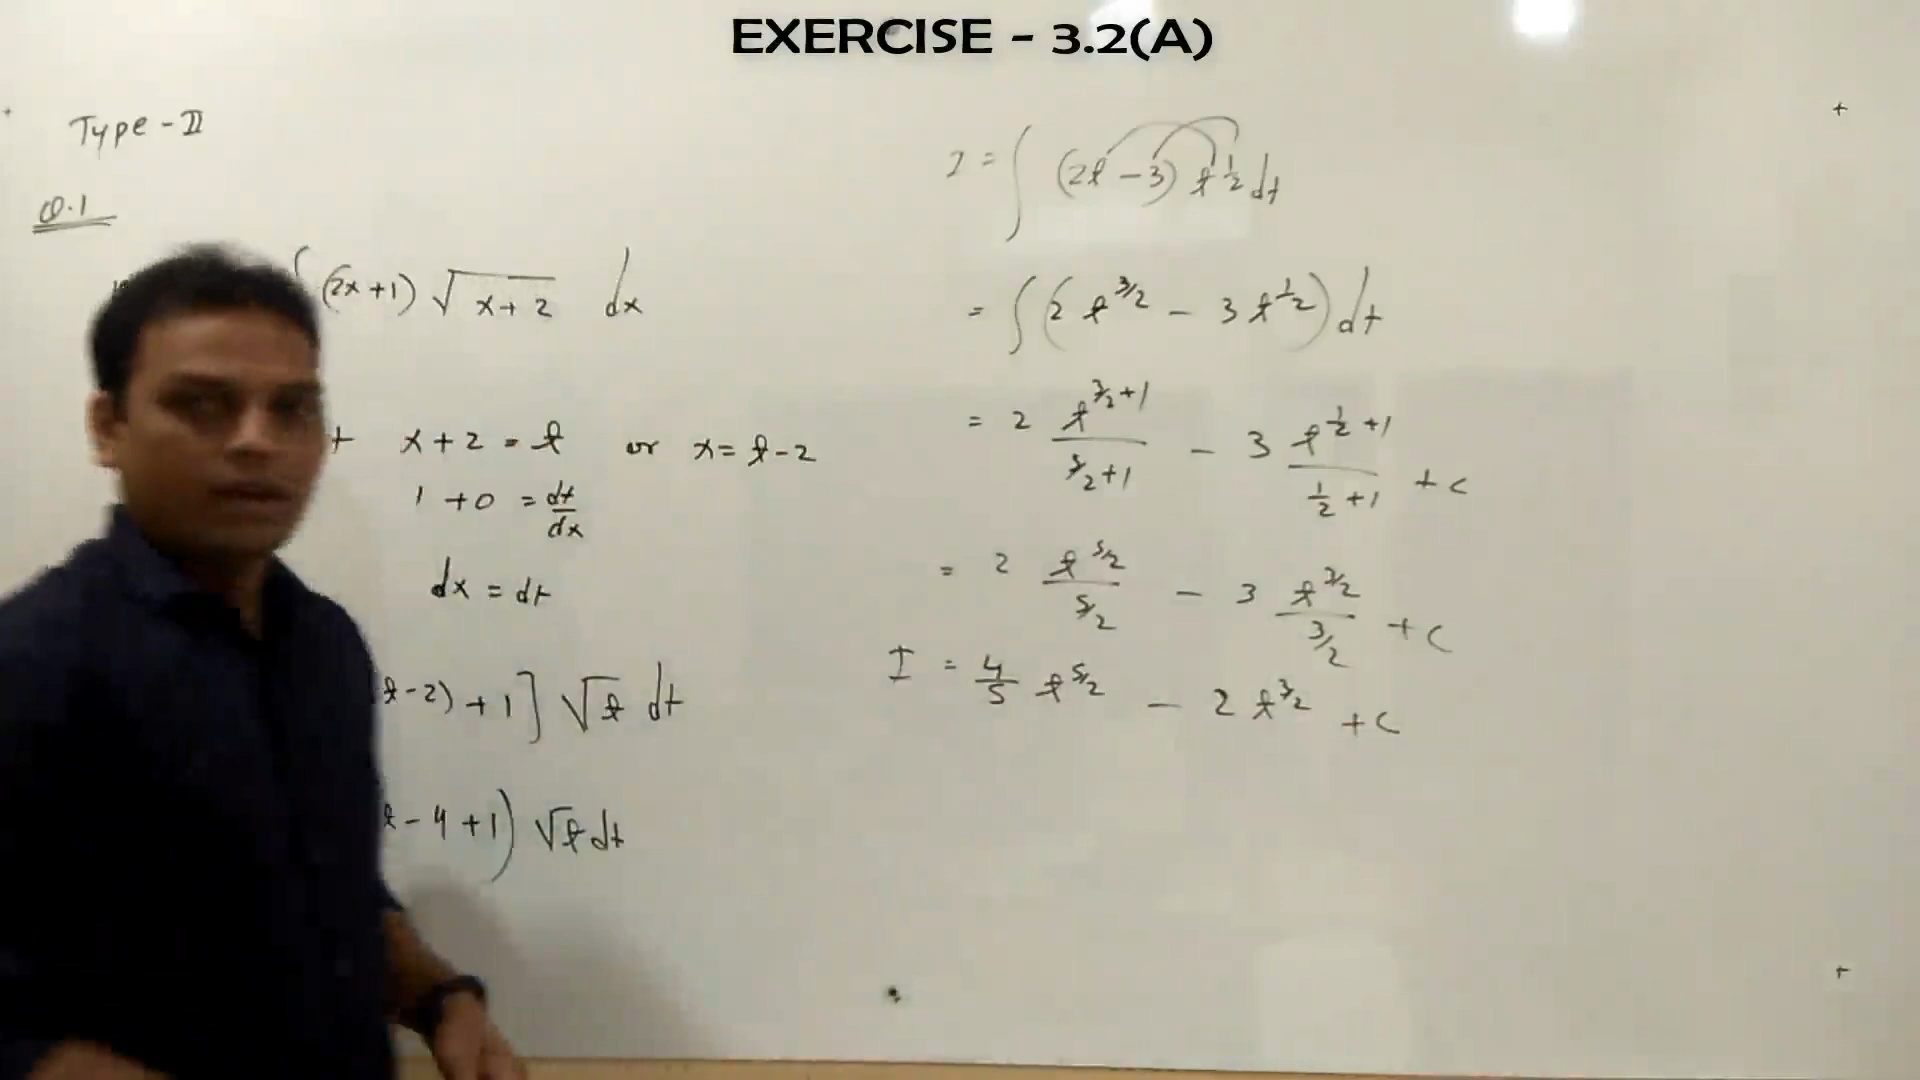 EXERCISE - 3.2(A)
Type - II
Q.1
∫ (2x+1) √x+2 dx
x+2 = t or x = t-2
1 + 0 = dt/dx
dx = dt
t-2) + 1] √t dt
t - 4 + 1) √t dt
I = ∫ (2t - 3) t^1/2 dt
= ∫ (2 t^3/2 - 3 t^1/2) dt
= 2 t^3/2+1 / 3/2+1 - 3 t^1/2+1 / 1/2+1 + c
= 2 t^5/2 / 5/2 - 3 t^3/2 / 3/2 + c
I = 4/5 t^5/2 - 2 t^3/2 + c